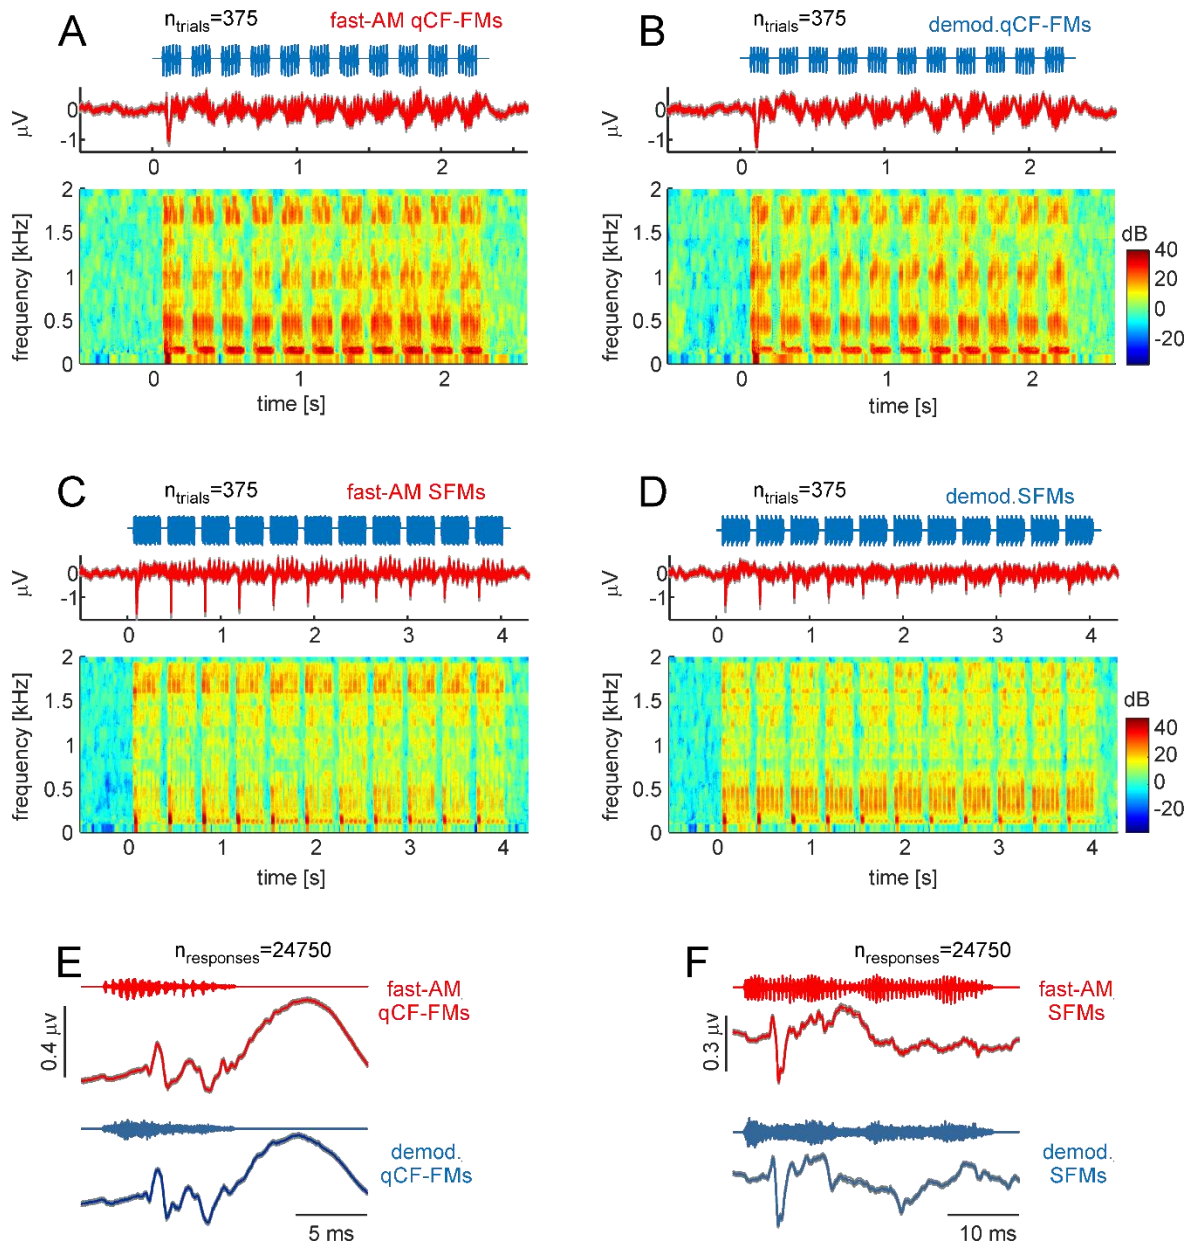 A
n_trials=375
fast-AM qCF-FMs
μV
0
-1
0
1
2
frequency [kHz]
2
1.5
1
0.5
0
0
1
2
time [s]
B
n_trials=375
demod.qCF-FMs
μV
0
-1
0
1
2
frequency [kHz]
2
1.5
1
0.5
0
0
1
2
time [s]
dB
40
20
0
-20
C
n_trials=375
fast-AM SFMs
μV
0
-1
0
1
2
3
4
frequency [kHz]
2
1.5
1
0.5
0
0
1
2
3
4
time [s]
D
n_trials=375
demod.SFMs
μV
0
-1
0
1
2
3
4
frequency [kHz]
2
1.5
1
0.5
0
0
1
2
3
4
time [s]
dB
40
20
0
-20
E
n_responses=24750
fast-AM
qCF-FMs
0.4 μv
demod.
qCF-FMs
5 ms
F
n_responses=24750
fast-AM
SFMs
0.3 μv
demod.
SFMs
10 ms